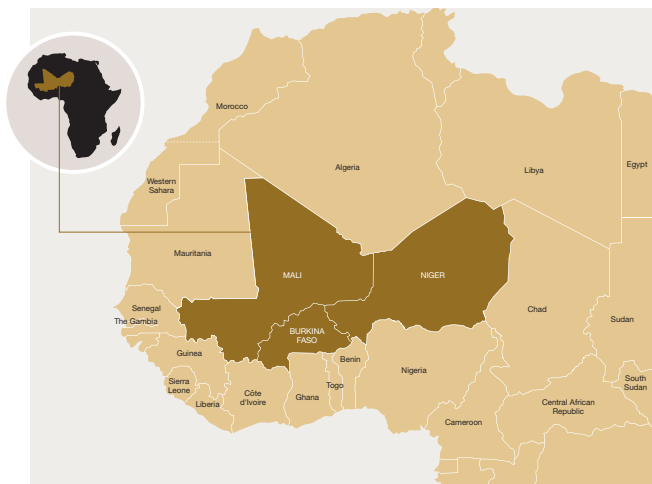 Morocco
Algeria
Libya
Egypt
Western
Sahara
Mauritania
MALI
NIGER
Chad
Sudan
Senegal
The Gambia
BURKINA
FASO
Guinea
Benin
Nigeria
Sierra
Leone
Togo
South
Sudan
Liberia
Côte
d'Ivoire
Ghana
Central African
Republic
Cameroon